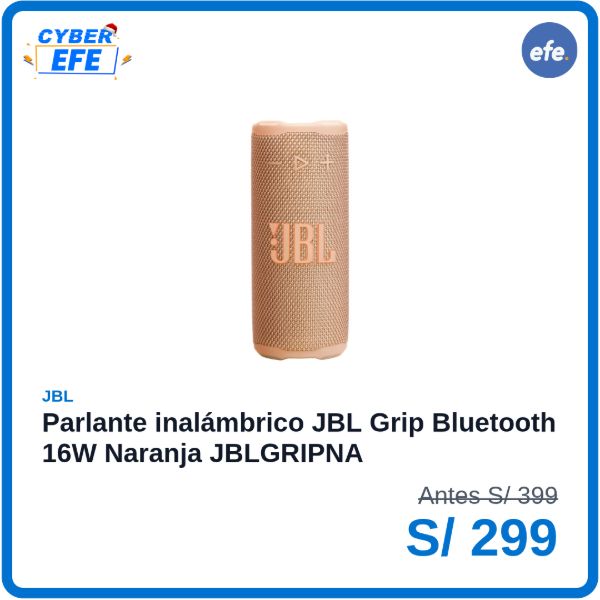 CYBER
EFE
efe.
JBL
JBL
Parlante inalámbrico JBL Grip Bluetooth
16W Naranja JBLGRIPNA
Antes S/ 399
S/ 299